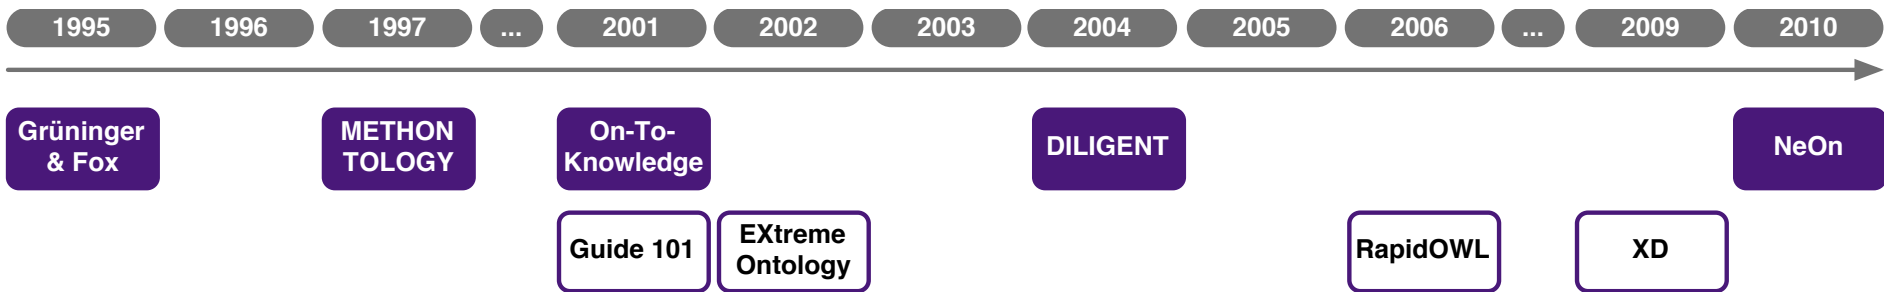 1995 1996 1997 ... 2001 2002 2003 2004 2005 2006 ... 2009 2010
Grüninger
& Fox
METHON
TOLOGY
On-To-
Knowledge
DILIGENT
NeOn
Guide 101
EXtreme
Ontology
RapidOWL
XD